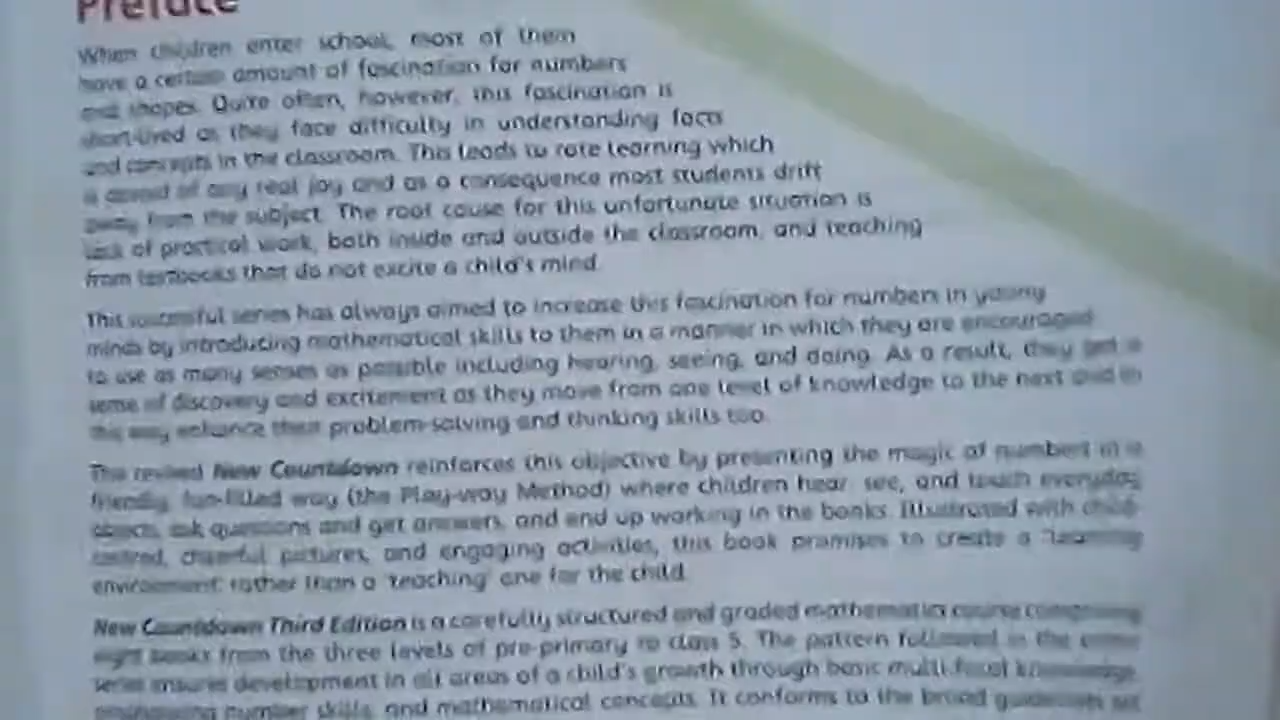 Preface
When children enter school, most of them
have a certain amount of fascination for numbers
and shapes. Quite often, however, this fascination is
short-lived as they face difficulty in understanding facts
and concepts in the classroom. This leads to rote learning which
is devoid of any real joy and as a consequence most students drift
away from the subject. The root cause for this unfortunate situation is
lack of practical work, both inside and outside the classroom, and teaching
from textbooks that do not excite a child's mind.
This successful series has always aimed to increase this fascination for numbers in young
minds by introducing mathematical skills to them in a manner in which they are encouraged
to use as many senses as possible including hearing, seeing, and doing. As a result, they get a
sense of discovery and excitement as they move from one level of knowledge to the next and in
this way enhance their problem-solving and thinking skills too.
The revised New Countdown reinforces this objective by presenting the magic of numbers in a
friendly, fun-filled way (the Play-way Method) where children hear, see, and touch everyday
objects, ask questions and get answers, and end up working in the books. Illustrated with child-
centred, cheerful pictures, and engaging activities, this book promises to create a 'learning
environment' rather than a 'teaching' one for the child.
New Countdown Third Edition is a carefully structured and graded mathematics course comprising
eight books from the three levels of pre-primary to class 5. The pattern followed in the entire
series ensures development in all areas of a child's growth through basic multi-focal knowledge,
number skills, and mathematical concepts. It conforms to the broad guidelines set